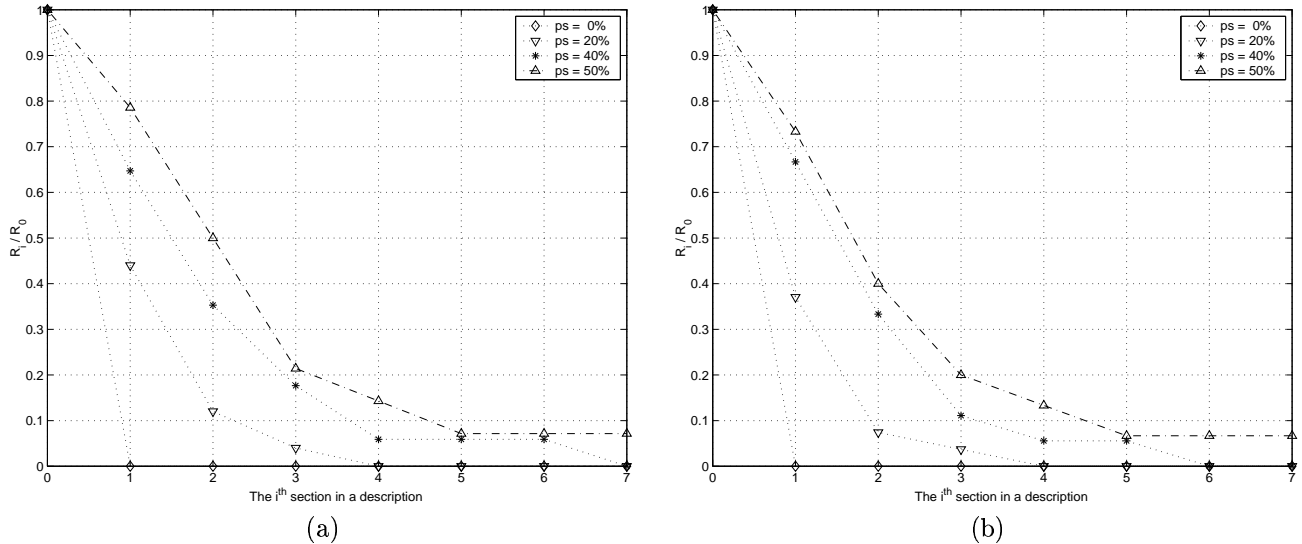 1
0.9
0.8
0.7
0.6
0.5
0.4
0.3
0.2
0.1
0
R_i / R_0
0 1 2 3 4 5 6 7
The i^th section in a description
ps = 0%
ps = 20%
ps = 40%
ps = 50%
(a)
1
0.9
0.8
0.7
0.6
0.5
0.4
0.3
0.2
0.1
0
R_i / R_0
0 1 2 3 4 5 6 7
The i^th section in a description
ps = 0%
ps = 20%
ps = 40%
ps = 50%
(b)